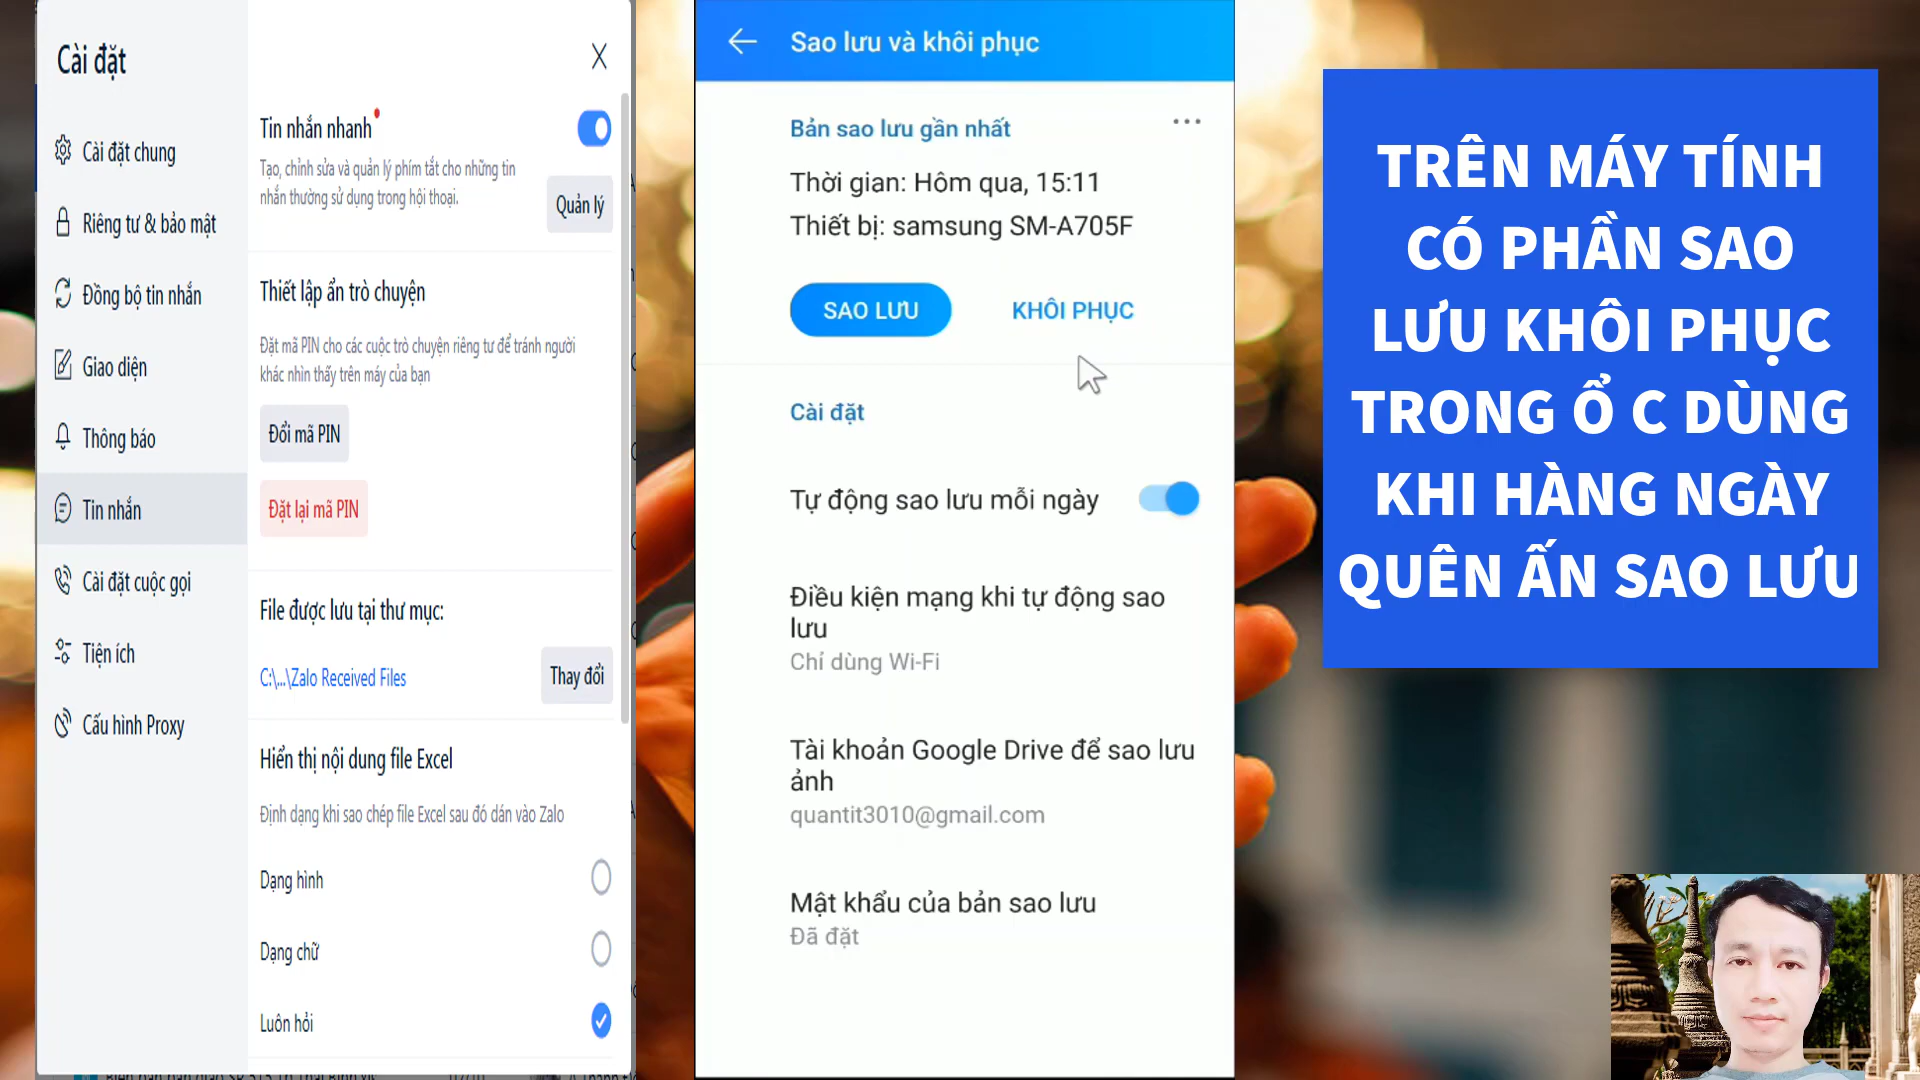 Cài đặt
Cài đặt chung
Riêng tư & bảo mật
Đồng bộ tin nhắn
Giao diện
Thông báo
Tin nhắn
Cài đặt cuộc gọi
Tiện ích
Cấu hình Proxy
X
Tin nhắn nhanh
Tạo, chỉnh sửa và quản lý phím tắt cho những tin
nhắn thường sử dụng trong hội thoại.
Quản lý
Thiết lập ẩn trò chuyện
Đặt mã PIN cho các cuộc trò chuyện riêng tư để tránh người
khác nhìn thấy trên máy của bạn
Đổi mã PIN
Đặt lại mã PIN
File được lưu tại thư mục:
C:\...\Zalo Received Files
Thay đổi
Hiển thị nội dung file Excel
Định dạng khi sao chép file Excel sau đó dán vào Zalo
Dạng hình
Dạng chữ
Luôn hỏi
Sao lưu và khôi phục
Bản sao lưu gần nhất
Thời gian: Hôm qua, 15:11
Thiết bị: samsung SM-A705F
SAO LƯU
KHÔI PHỤC
Cài đặt
Tự động sao lưu mỗi ngày
Điều kiện mạng khi tự động sao
lưu
Chỉ dùng Wi-Fi
Tài khoản Google Drive để sao lưu
ảnh
quantit3010@gmail.com
Mật khẩu của bản sao lưu
Đã đặt
TRÊN MÁY TÍNH
CÓ PHẦN SAO
LƯU KHÔI PHỤC
TRONG Ổ C DÙNG
KHI HÀNG NGÀY
QUÊN ẤN SAO LƯU